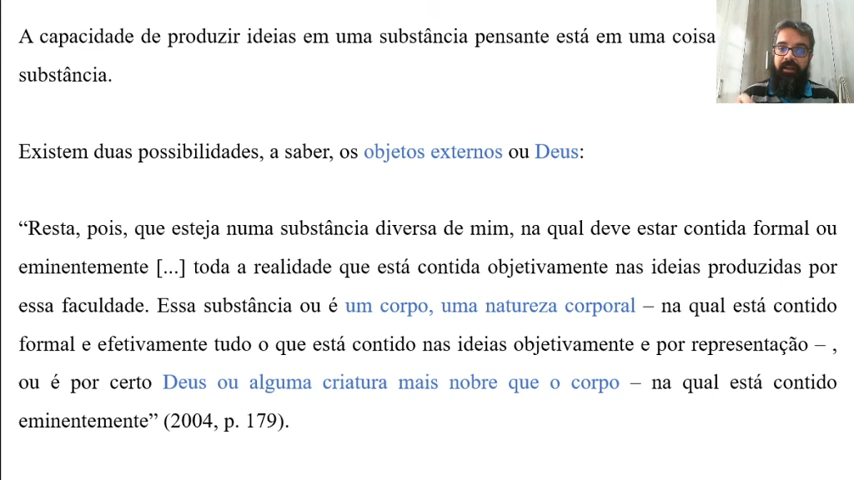 A capacidade de produzir ideias em uma substância pensante está em uma coisa
substância.
Existem duas possibilidades, a saber, os objetos externos ou Deus:
“Resta, pois, que esteja numa substância diversa de mim, na qual deve estar contida formal ou
eminentemente [...] toda a realidade que está contida objetivamente nas ideias produzidas por
essa faculdade. Essa substância ou é um corpo, uma natureza corporal – na qual está contido
formal e efetivamente tudo o que está contido nas ideias objetivamente e por representação – ,
ou é por certo Deus ou alguma criatura mais nobre que o corpo – na qual está contido
eminentemente” (2004, p. 179).